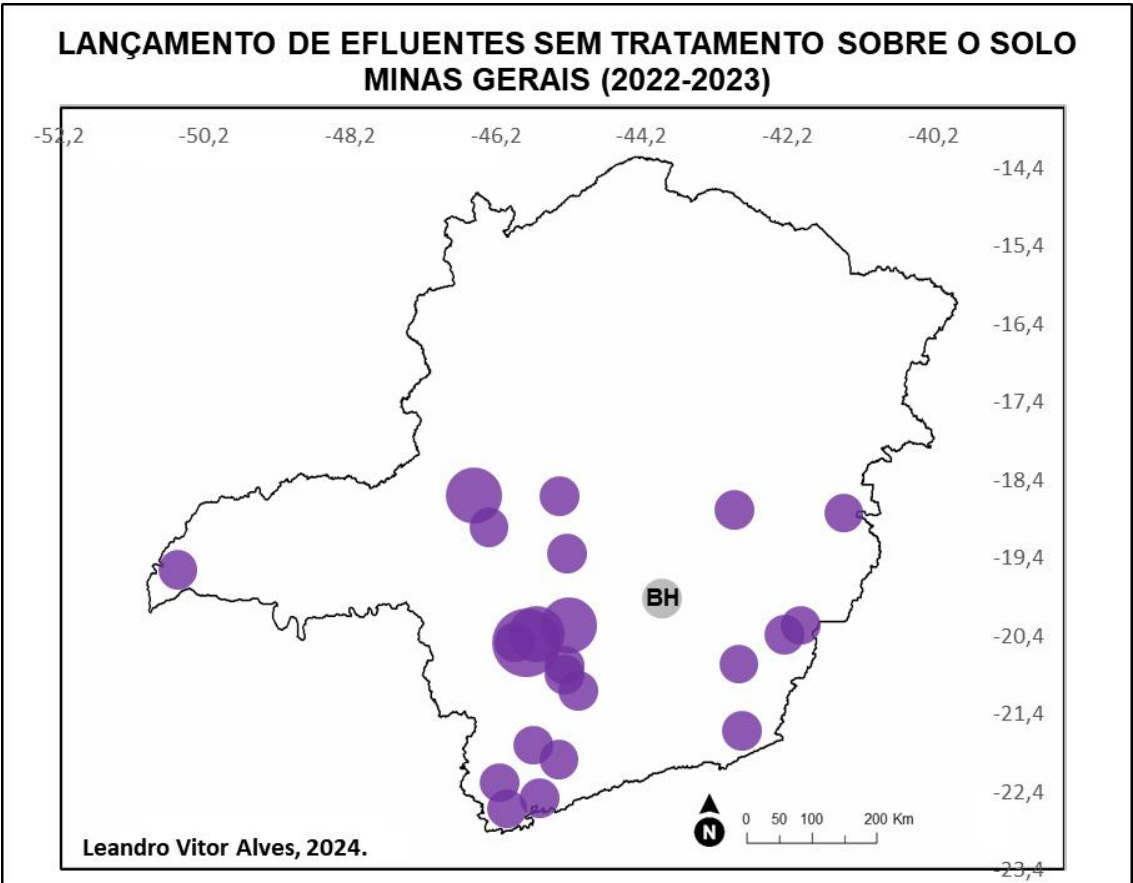 LANÇAMENTO DE EFLUENTES SEM TRATAMENTO SOBRE O SOLO
MINAS GERAIS (2022-2023)
-52,2 -50,2 -48,2 -46,2 -44,2 -42,2 -40,2
-14,4
-15,4
-16,4
-17,4
-18,4
-19,4
BH
-20,4
-21,4
-22,4
0 50 100 200 Km
N
Leandro Vitor Alves, 2024.
-23,4